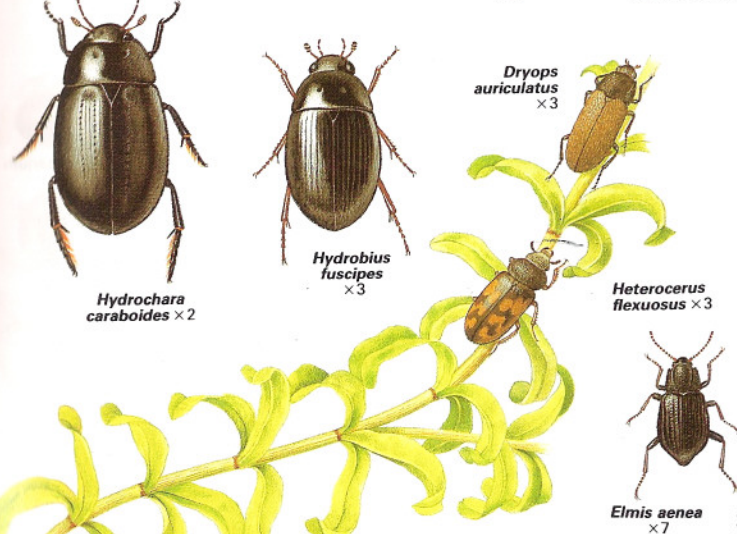 Dryops
auriculatus
×3
Hydrobius
fuscipes
×3
Hydrochara
caraboides ×2
Heterocerus
flexuosus ×3
Elmis aenea
×7